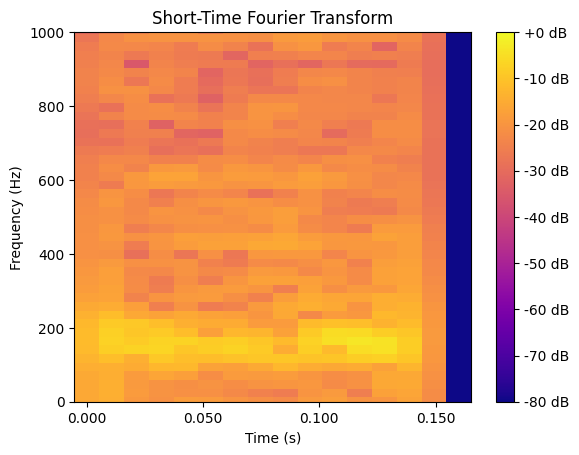 Short-Time Fourier Transform
Frequency (Hz)
1000
800
600
400
200
0
0.000
0.050
0.100
0.150
Time (s)
+0 dB
-10 dB
-20 dB
-30 dB
-40 dB
-50 dB
-60 dB
-70 dB
-80 dB